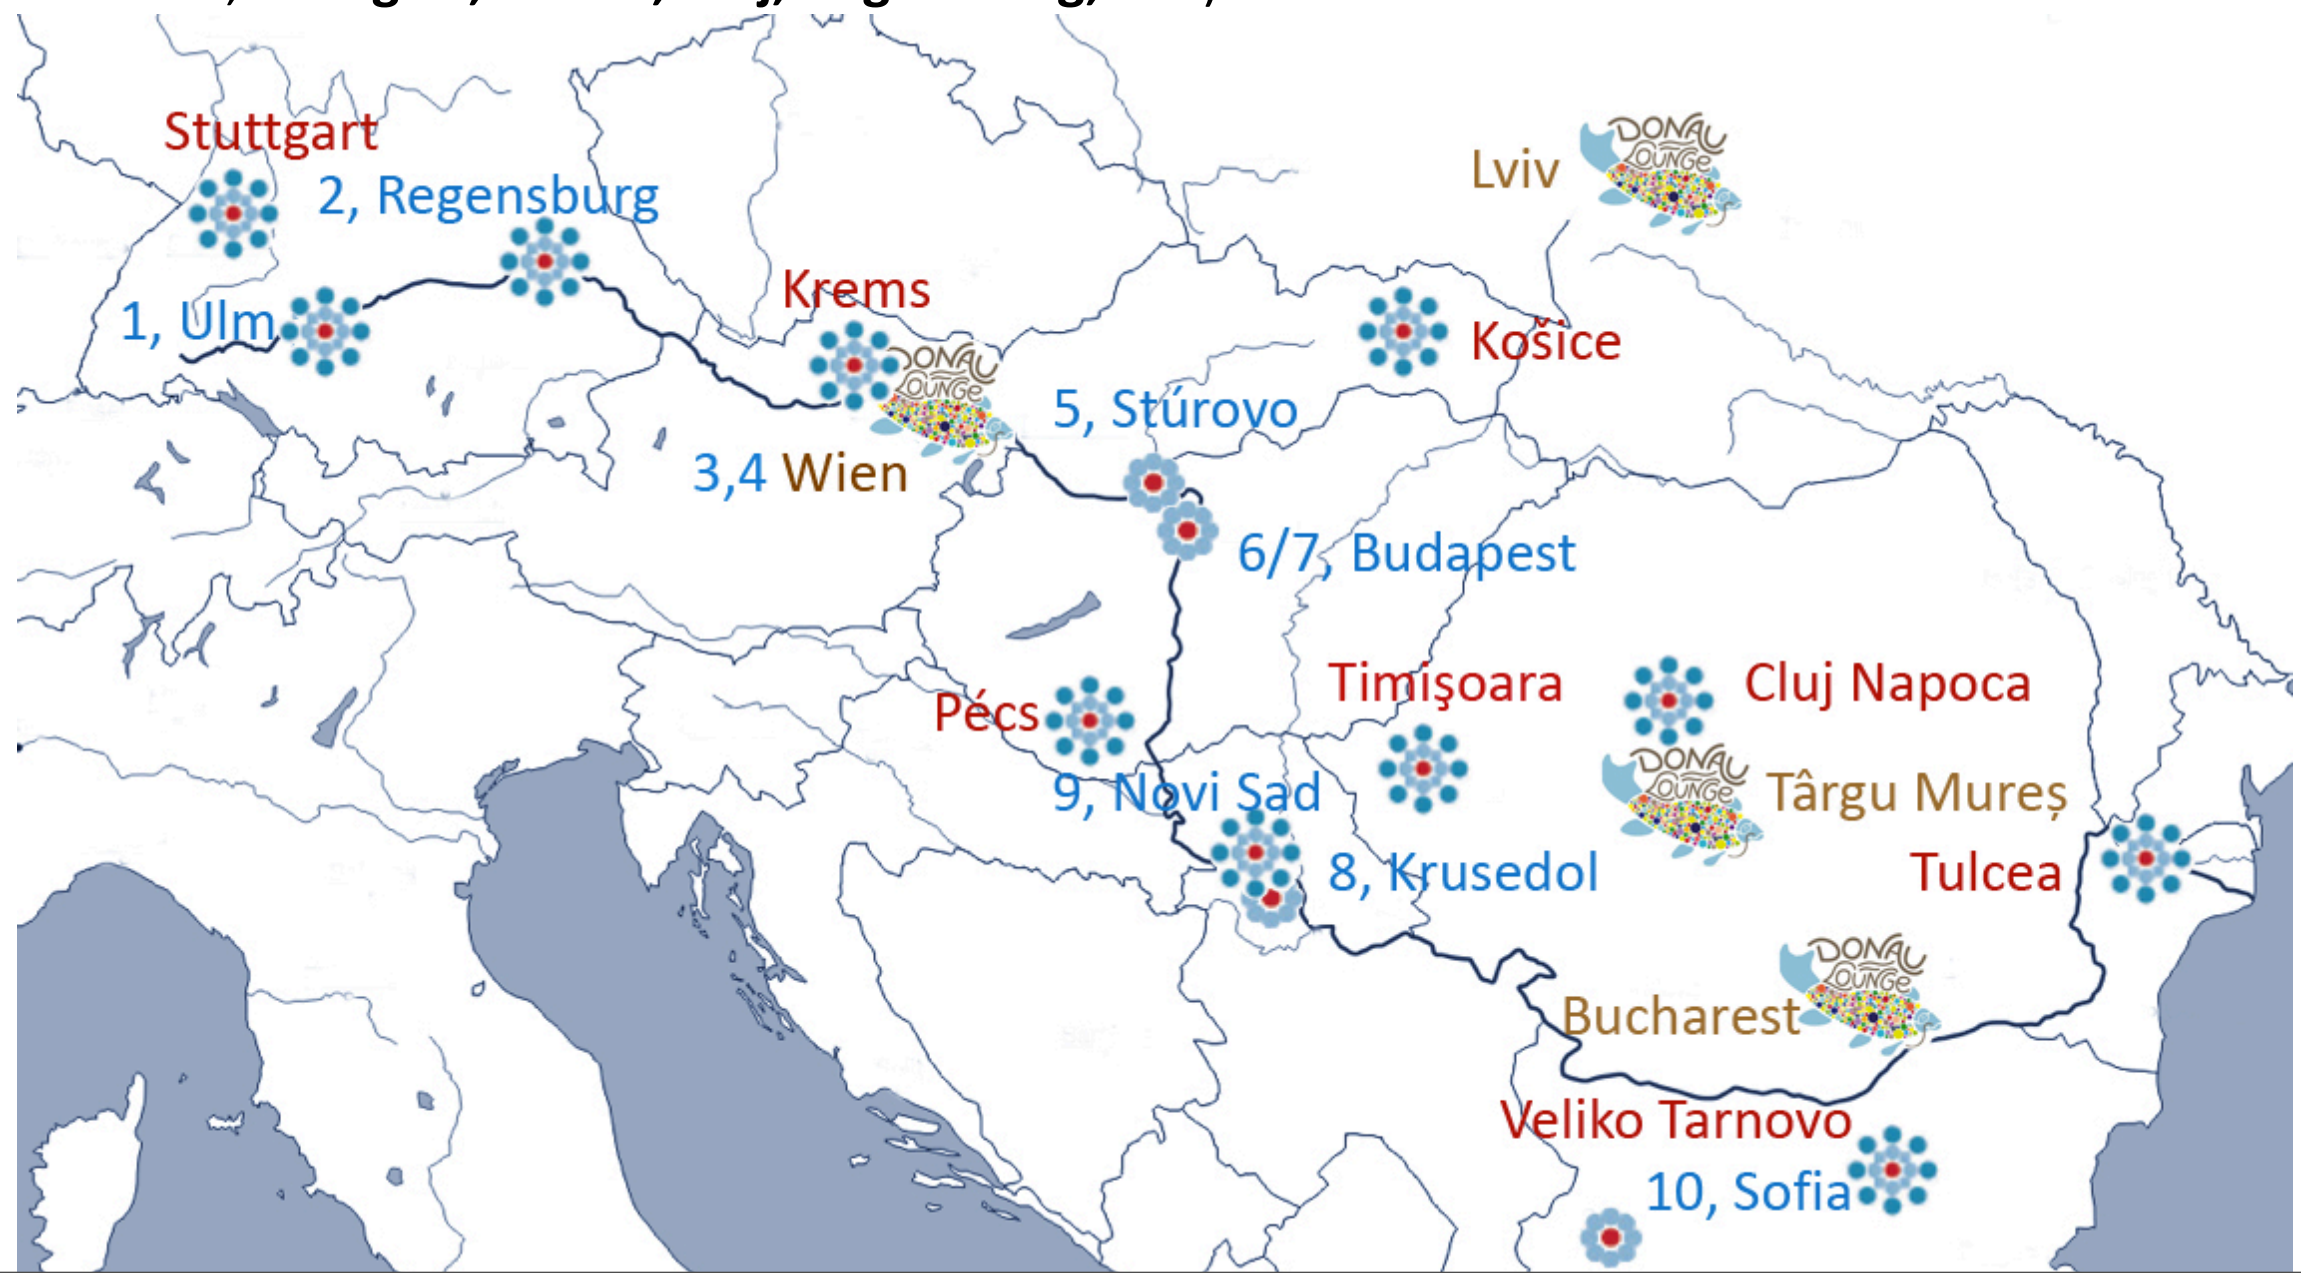 Stuttgart
2, Regensburg
1, Ulm
Krems
DONAU
LOUNGE
3,4 Wien
5, Stúrovo
Lviv
DONAU
LOUNGE
Košice
6/7, Budapest
Pécs
Timişoara
Cluj Napoca
9, Novi Sad
DONAU
LOUNGE
Târgu Mureș
8, Krusedol
Tulcea
DONAU
LOUNGE
Bucharest
Veliko Tarnovo
10, Sofia